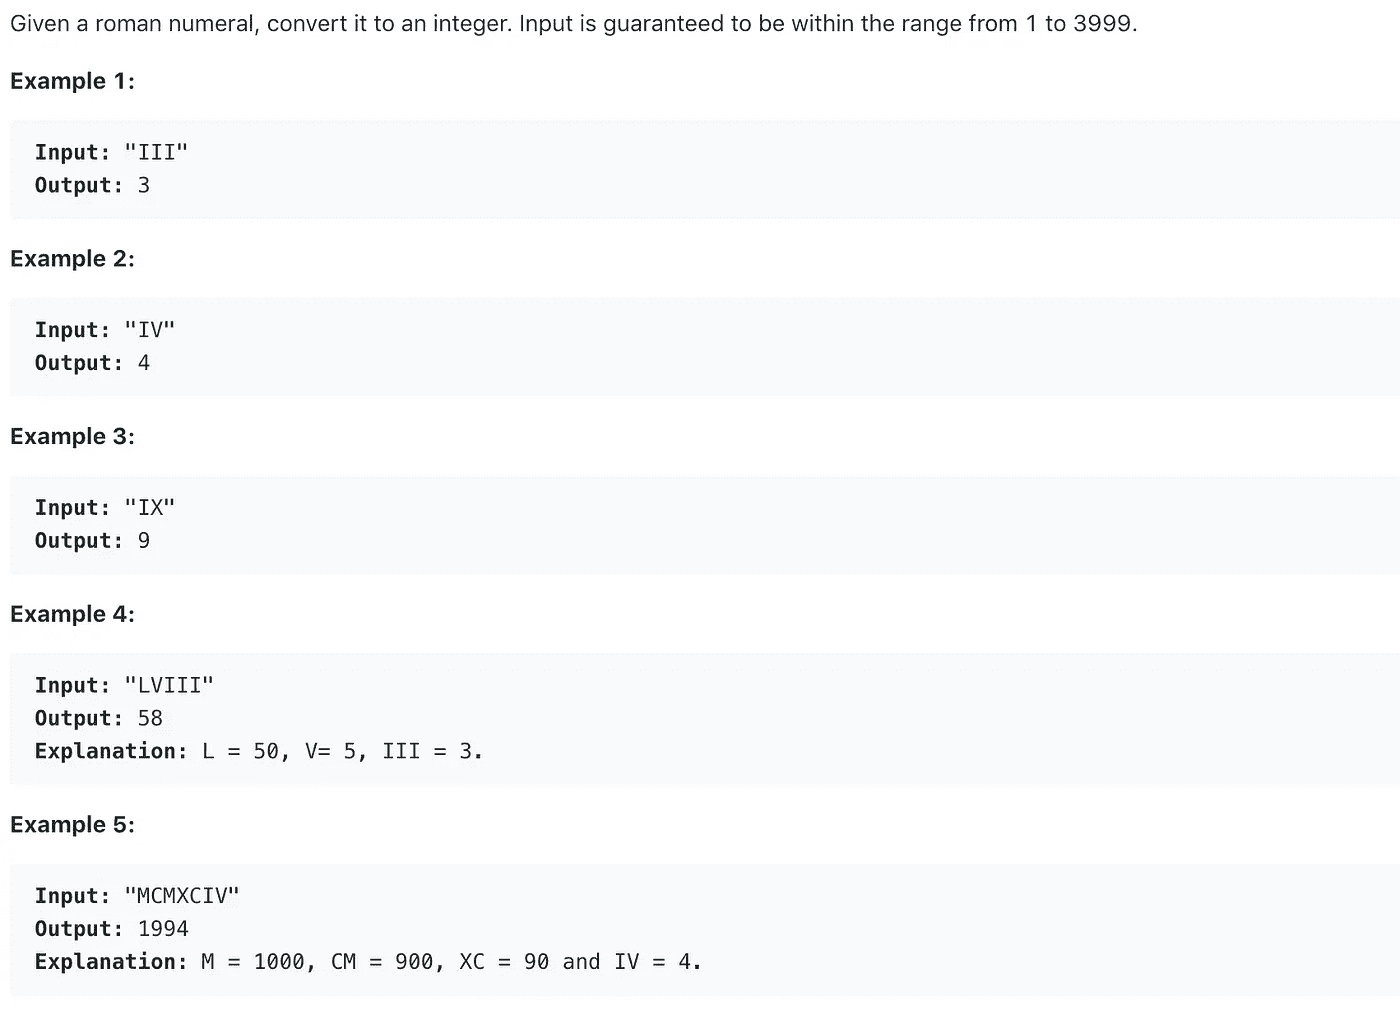 Given a roman numeral, convert it to an integer. Input is guaranteed to be within the range from 1 to 3999.
Example 1:
Input: "III"
Output: 3
Example 2:
Input: "IV"
Output: 4
Example 3:
Input: "IX"
Output: 9
Example 4:
Input: "LVIII"
Output: 58
Explanation: L = 50, V= 5, III = 3.
Example 5:
Input: "MCMXCIV"
Output: 1994
Explanation: M = 1000, CM = 900, XC = 90 and IV = 4.